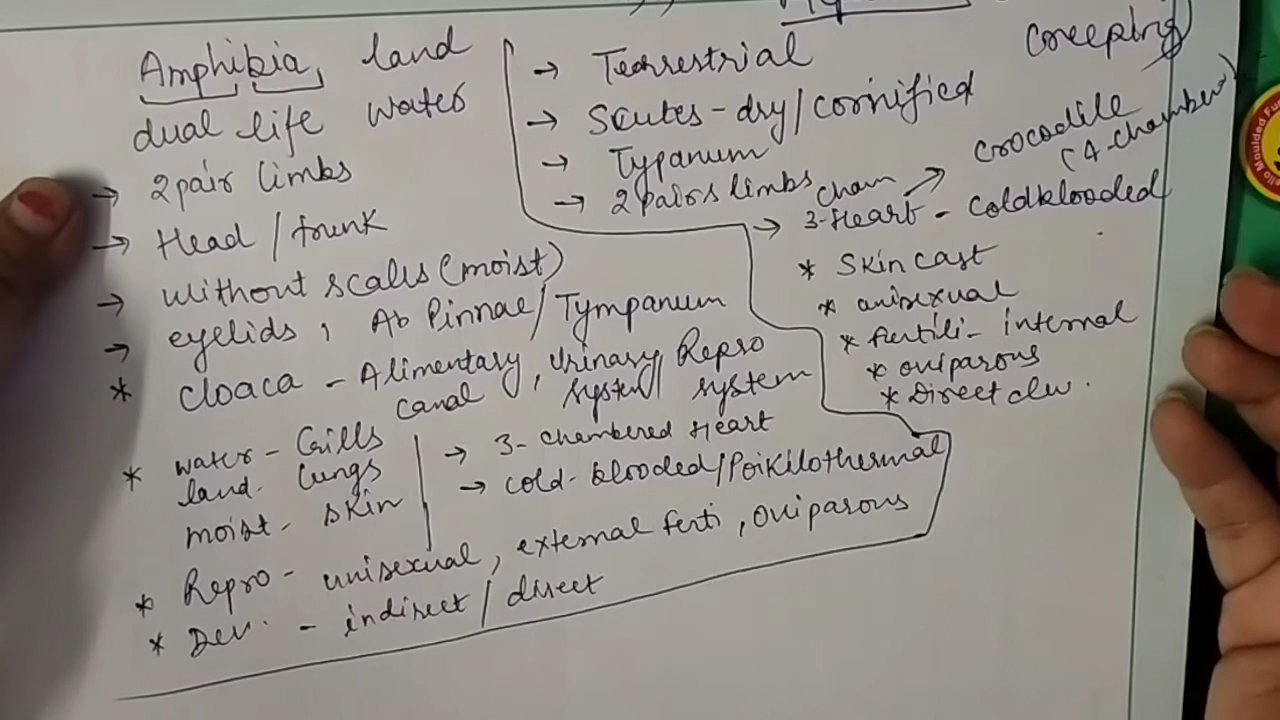 Amphibia, land
dual life water
→ 2 pair limbs
→ Head / trunk
→ without scales (moist)
→ eyelids, Ab Pinnae / Tympanum
* cloaca - Alimentary canal, Urinary system, Repro system
* water - Gills
land - lungs
moist - skin
→ 3- chambered Heart
→ cold-blooded/Poikilothermal
* Repro - unisexual, external ferti, oviparous
* Dev. - indirect / direct
creeping
→ Terrestrial
→ Scutes - dry/cornified
→ Typanum
→ 2 pairs limbs
crocodile
(4-chamber)
cham
→ 3-Heart - Coldblooded
* Skin cast
* unisexual
* fertili- internal
* oviparous
* Direct